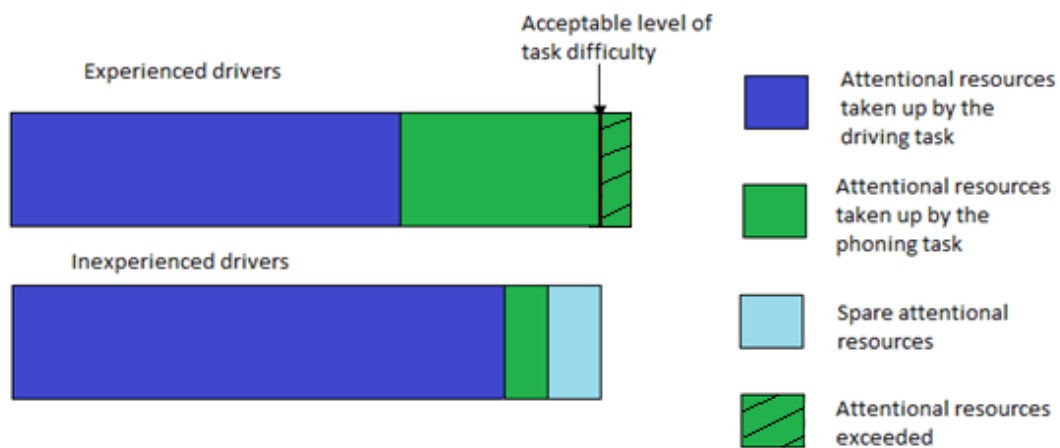 Acceptable level of
task difficulty
Experienced drivers
Inexperienced drivers
Attentional resources
taken up by the
driving task
Attentional resources
taken up by the
phoning task
Spare attentional
resources
Attentional resources
exceeded